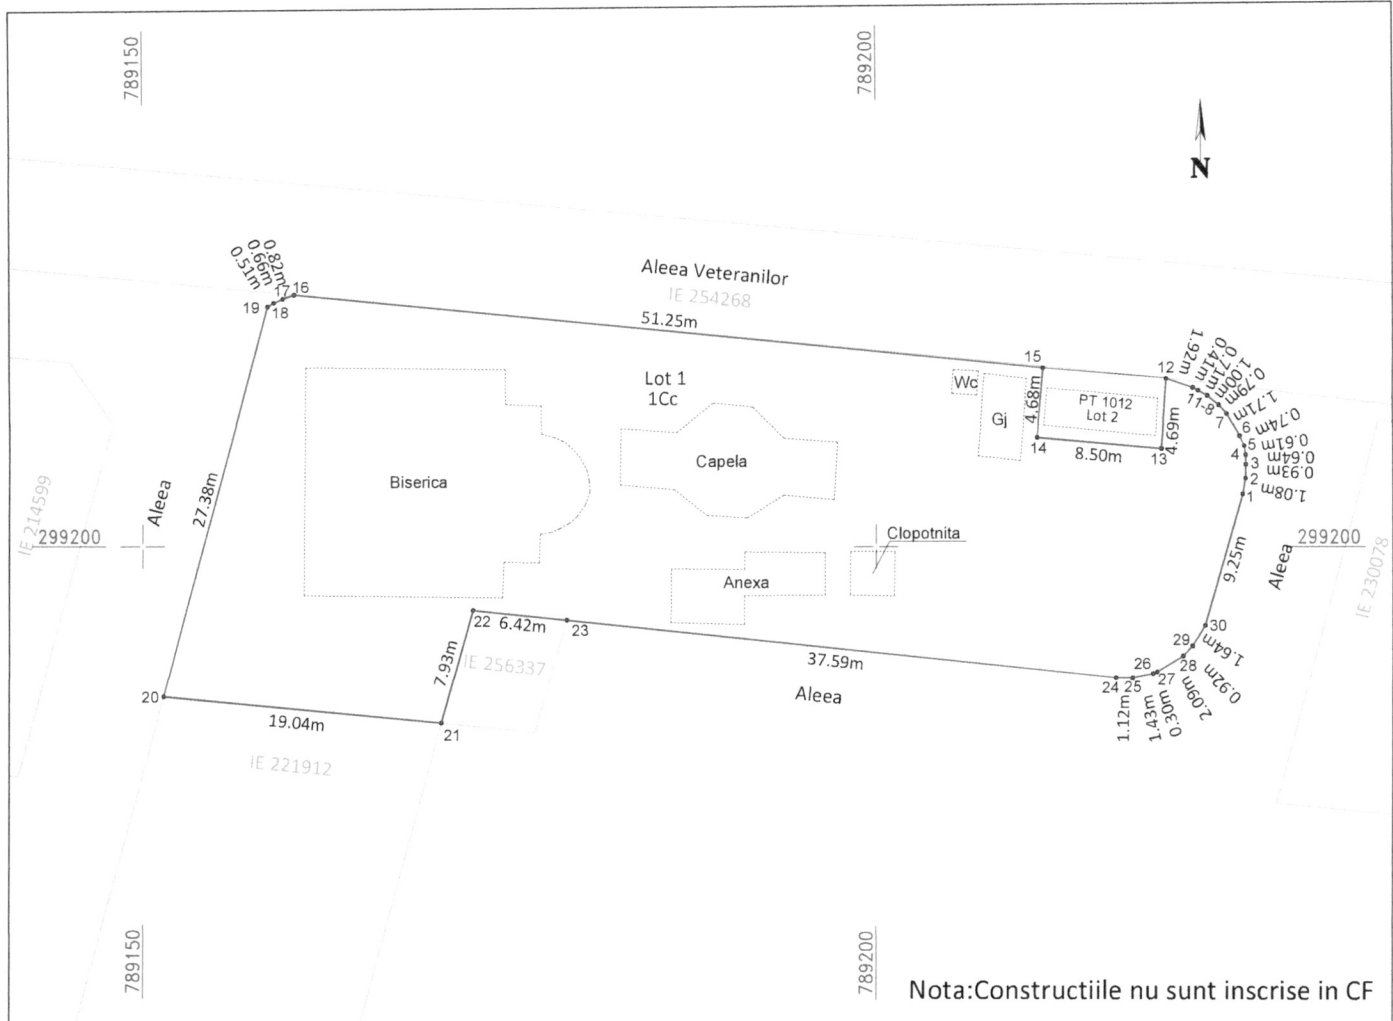 789150
789200
N
0.82m
0.66m
0.51m
Aleea Veteranilor
IE 254268
51.25m
19
18
17
16
15
12
1.92m
0.41m
0.71m
1.00m
0.79m
1.71m
0.74m
0.61m
0.64m
0.93m
1.08m
11-8
7
6
5
4
3
2
1
Lot 1
1Cc
Wc
Gj
4.68m
PT 1012
Lot 2
4.69m
14
8.50m
13
Biserica
Capela
Clopotnita
Anexa
27.38m
Aleea
IE 214599
299200
299200
9.25m
Aleea
IE 230078
22
6.42m
23
7.93m
IE 256337
37.59m
Aleea
30
29
28
27
26
25
24
1.64m
0.92m
2.09m
0.30m
1.43m
1.12m
20
19.04m
21
IE 221912
789150
789200
Nota:Constructiile nu sunt inscrise in CF